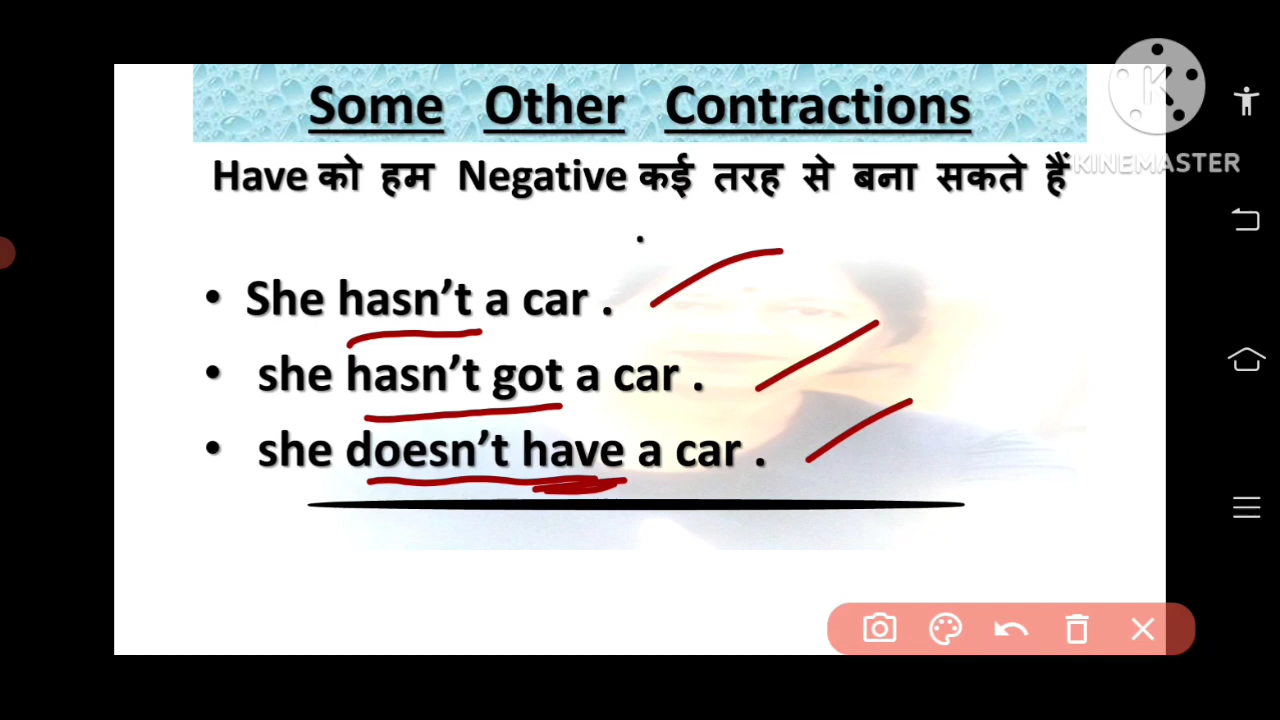 Some Other Contractions
Have को हम Negative कई तरह से बना सकते हैं
.
KINEMASTER
• She hasn't a car .
• she hasn't got a car .
• she doesn't have a car .